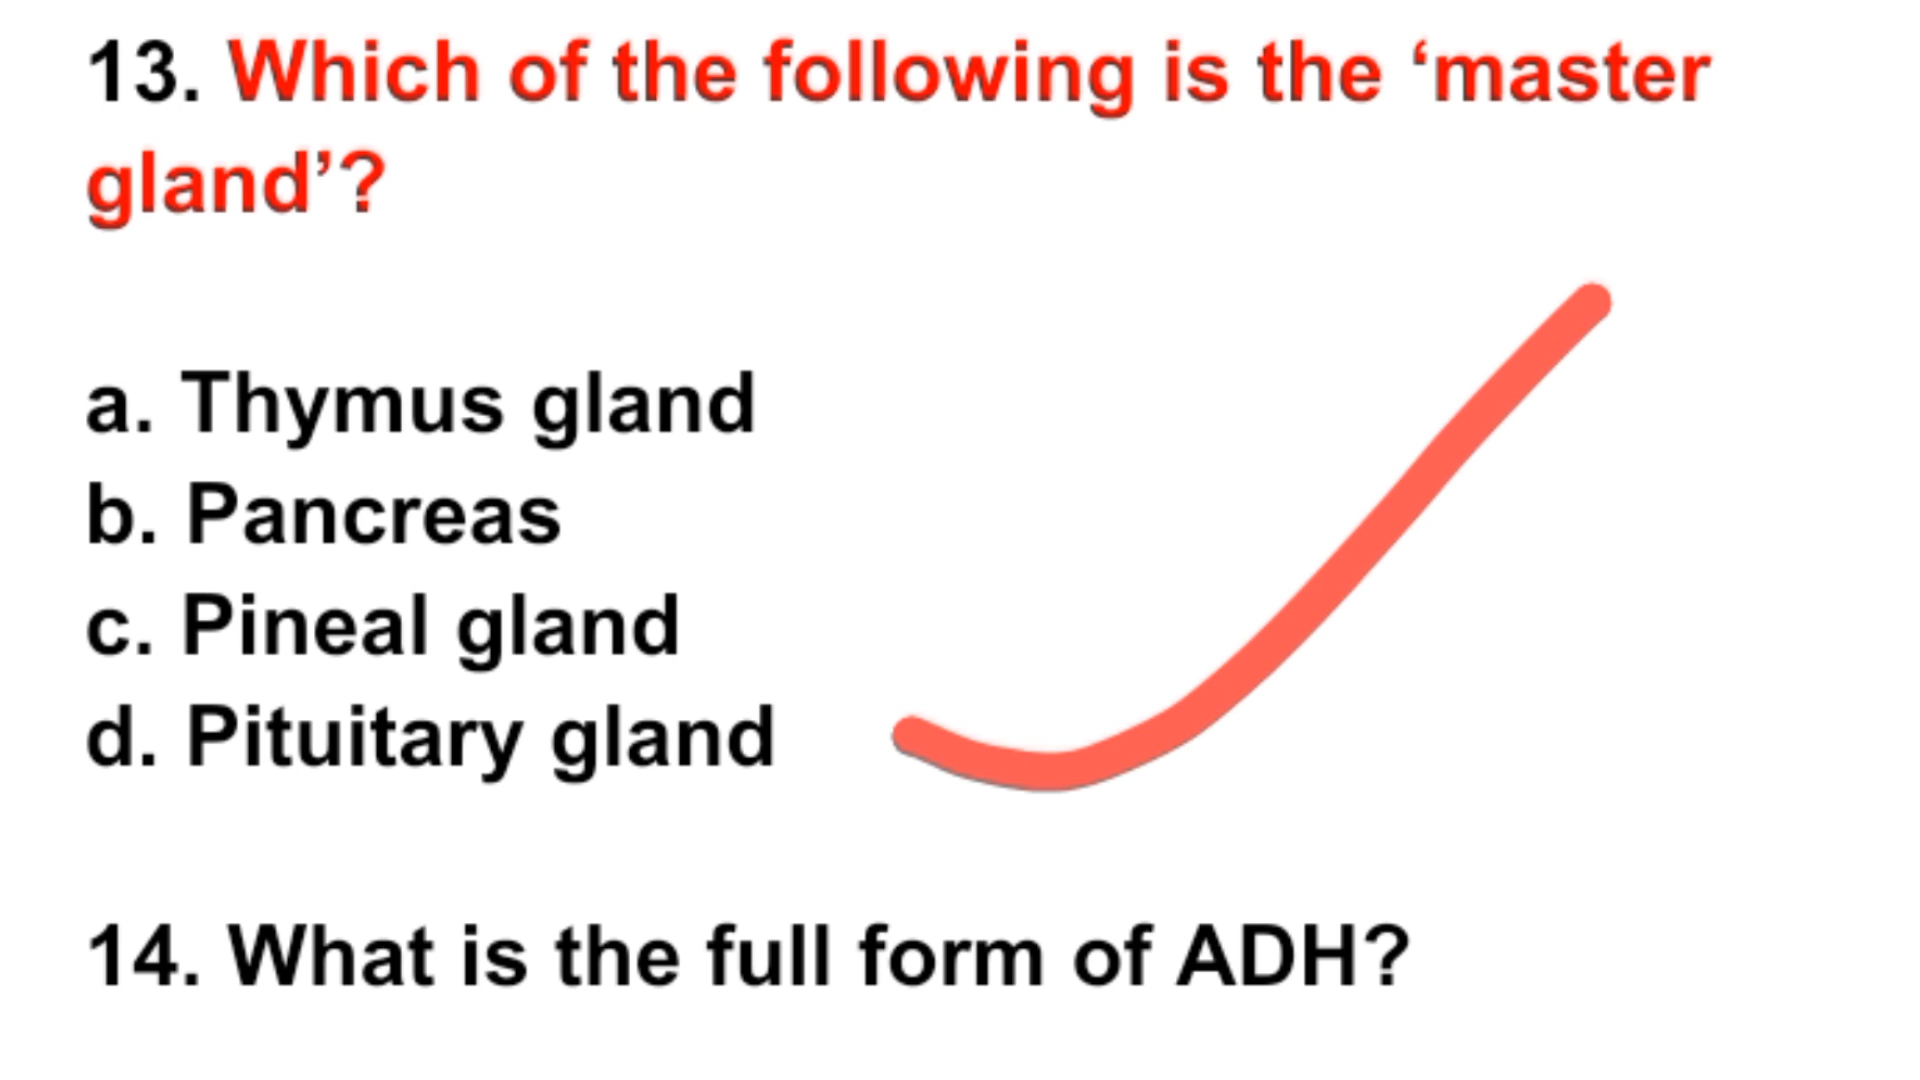 13. Which of the following is the ‘master
gland’?
a. Thymus gland
b. Pancreas
c. Pineal gland
d. Pituitary gland
14. What is the full form of ADH?